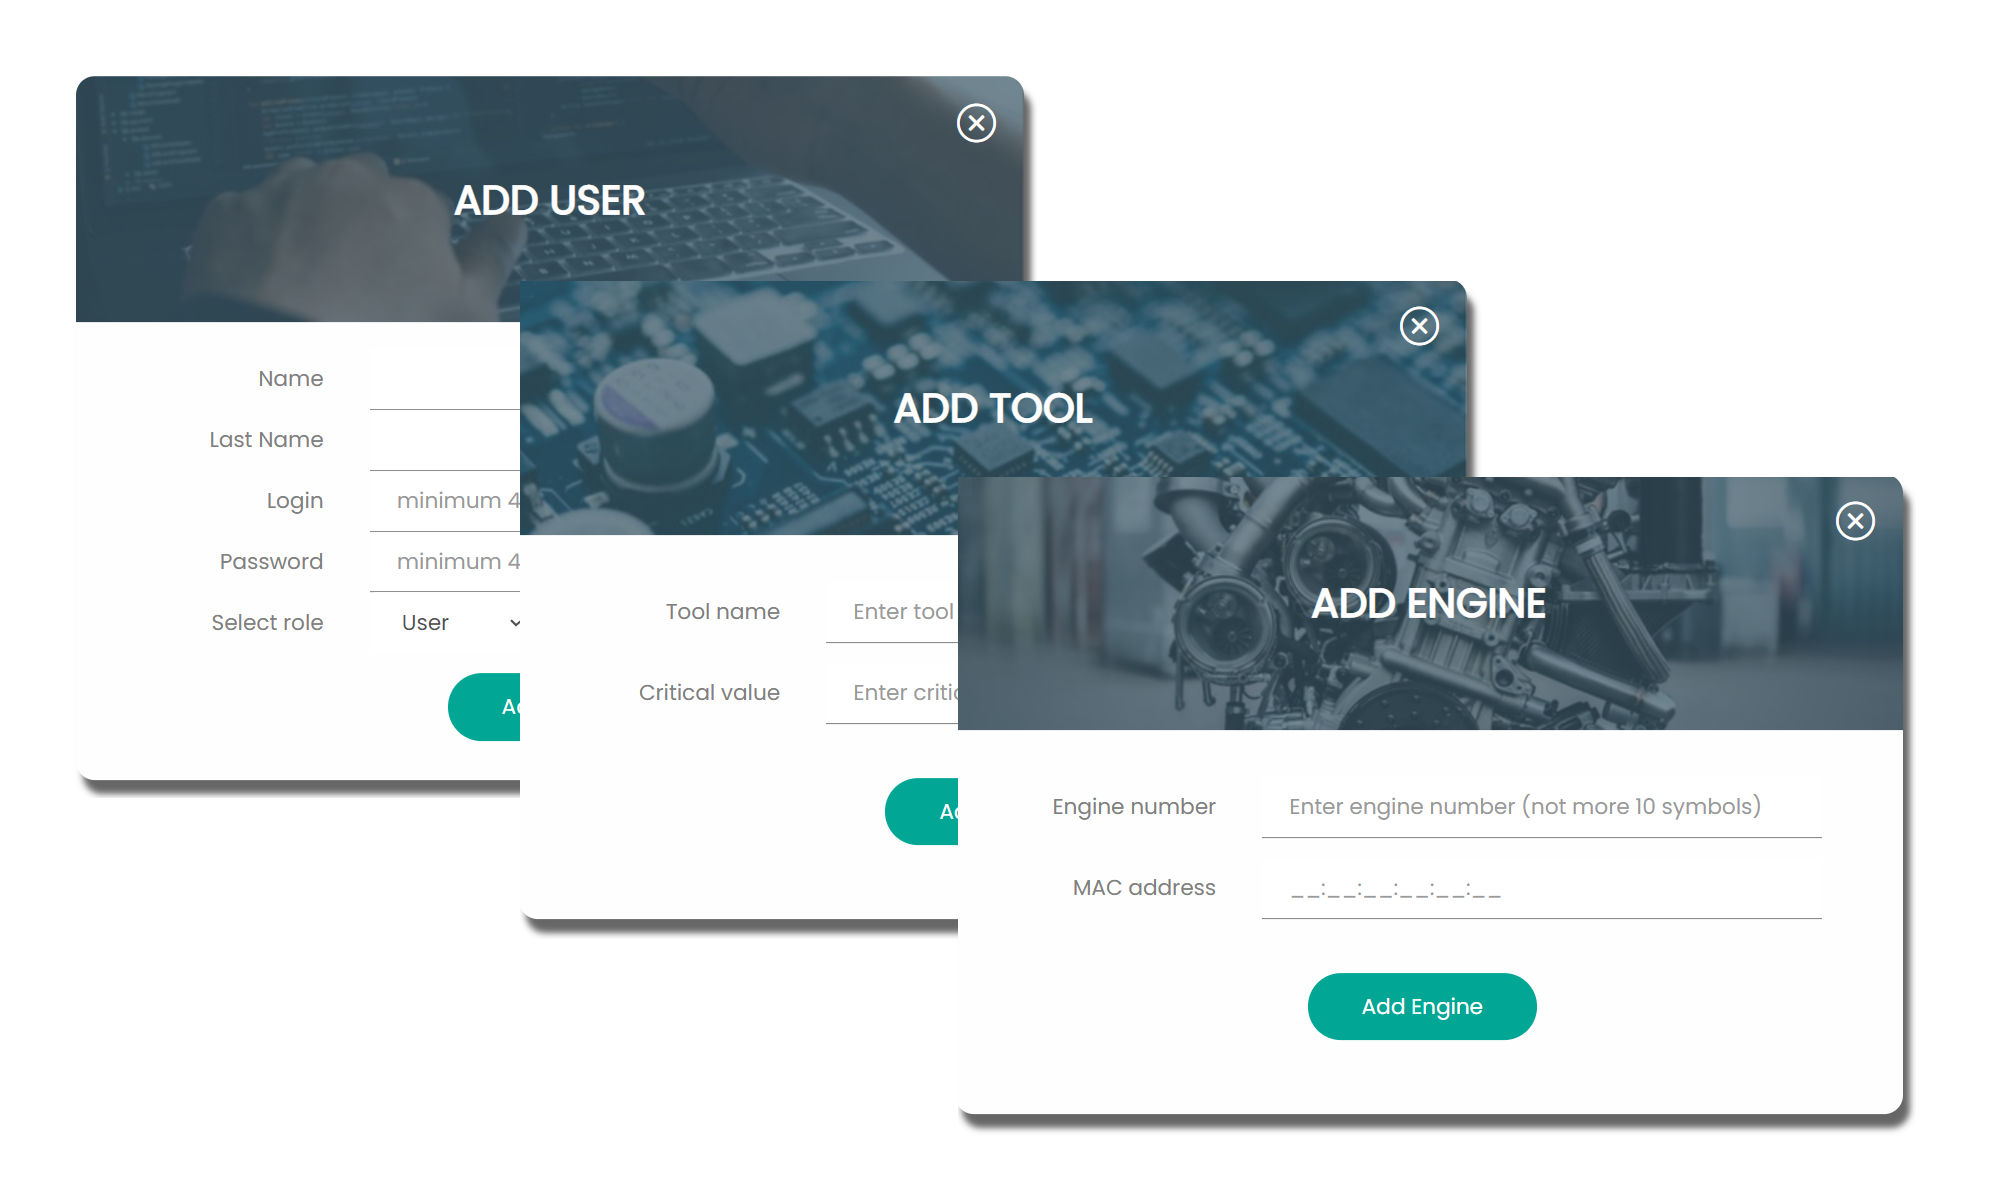 ADD USER
Name
Last Name
Login minimum 4
Password minimum 4
Select role User
ADD TOOL
Tool name Enter tool
Critical value Enter
ADD ENGINE
Engine number Enter engine number (not more 10 symbols)
MAC address __:__:__:__:__:__
Add Engine